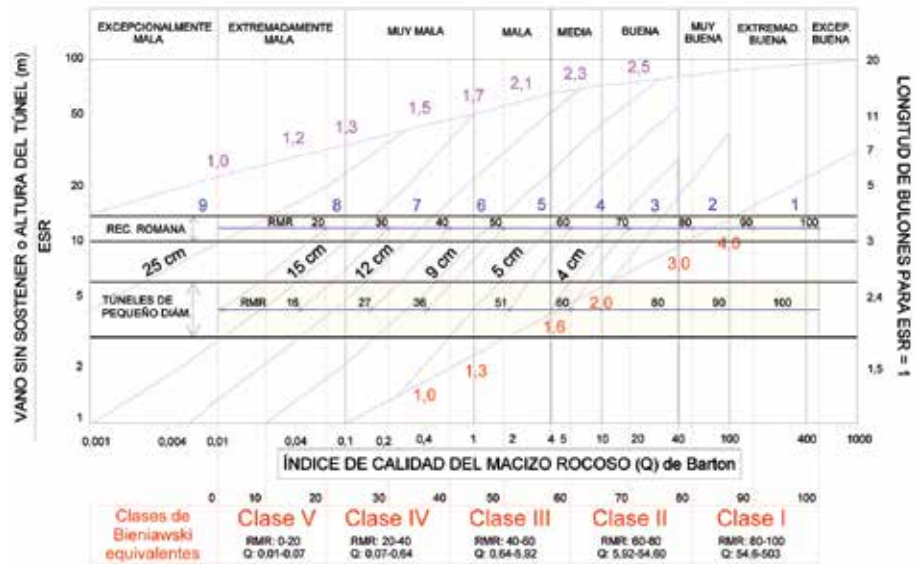 EXCEPCIONALMENTE MALA
EXTREMADAMENTE MALA
MUY MALA
MALA
MEDIA
BUENA
MUY BUENA
EXTREMAD. BUENA
EXCEP. BUENA
VANO SIN SOSTENER o ALTURA DEL TÚNEL (m)
ESR
100
50
20
10
5
2
1
1,0
1,2
1,3
1,5
1,7
2,1
2,3
2,5
20
11
7
5
3
2,4
1,5
LONGITUD DE BULONES PARA ESR = 1
9 8 7 6 5 4 3 2 1
REC. ROMANA
RMR 20 30 40 50 60 70 80 90 100
25 cm
15 cm
12 cm
9 cm
5 cm
4 cm
4,0
3,0
TÚNELES DE PEQUEÑO DIÁM.
RMR 16 27 36 51 60 80 90 100
2,0
1,6
1,3
1,0
0,001 0,004 0,01 0,04 0,1 0,2 0,4 1 2 4 5 10 20 40 100 400 1000
ÍNDICE DE CALIDAD DEL MACIZO ROCOSO (Q) de Barton
0 10 20 30 40 50 60 70 80 90 100
Clases de Bieniawski equivalentes
Clase V
RMR: 0-20
Q: 0,01-0,07
Clase IV
RMR: 20-40
Q: 0,07-0,64
Clase III
RMR: 40-60
Q: 0,64-5,92
Clase II
RMR: 60-80
Q: 5,92-54,60
Clase I
RMR: 80-100
Q: 54,6-503